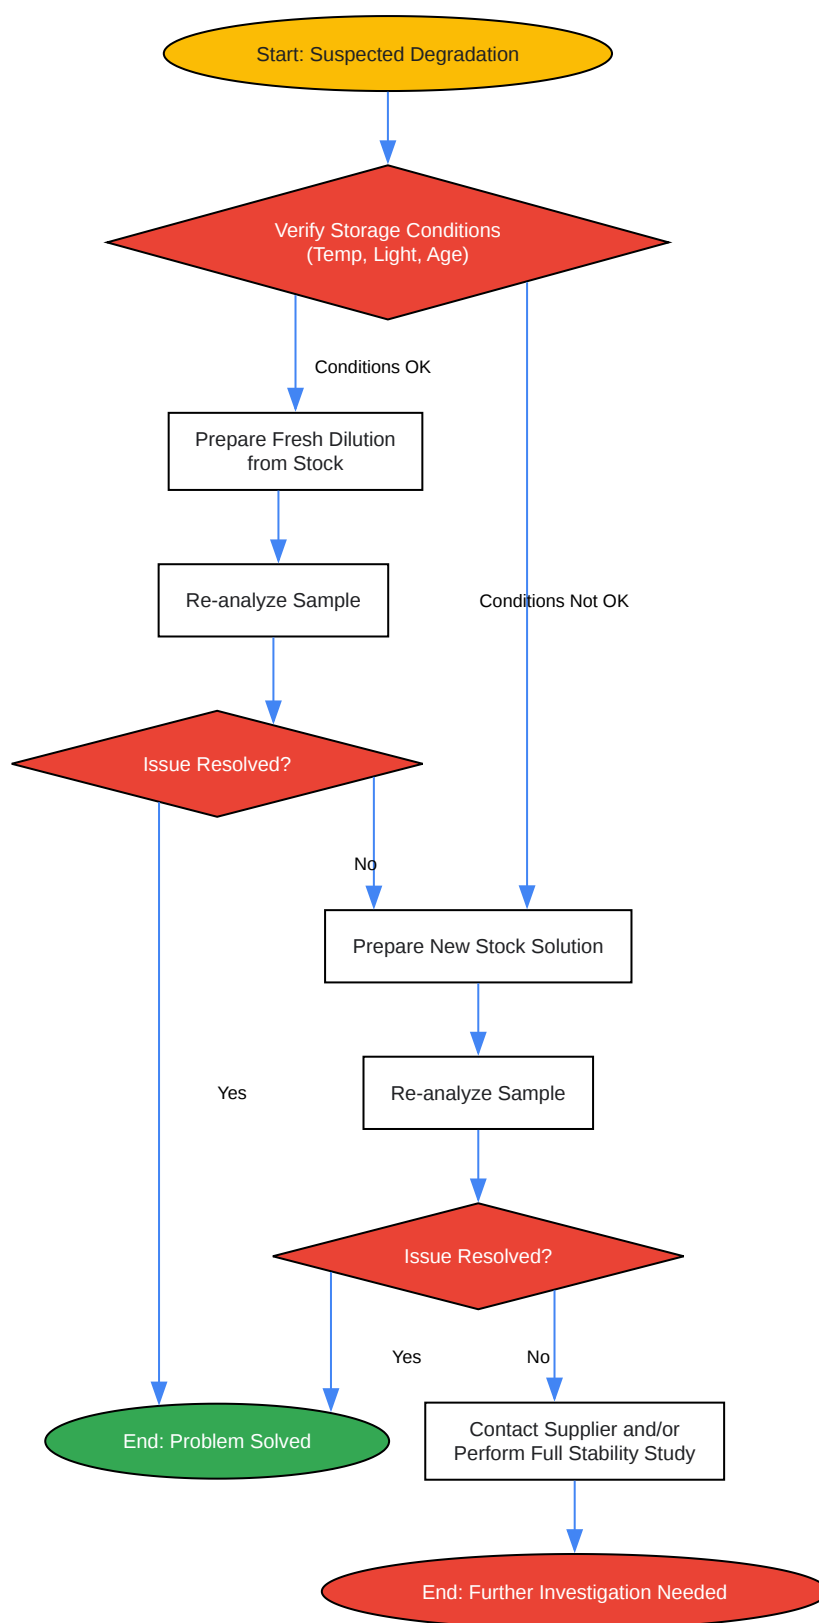 Start: Suspected Degradation
Verify Storage Conditions
(Temp, Light, Age)
Conditions OK
Prepare Fresh Dilution
from Stock
Re-analyze Sample
Conditions Not OK
Issue Resolved?
No
Prepare New Stock Solution
Yes
Re-analyze Sample
Issue Resolved?
Yes
No
End: Problem Solved
Contact Supplier and/or
Perform Full Stability Study
End: Further Investigation Needed